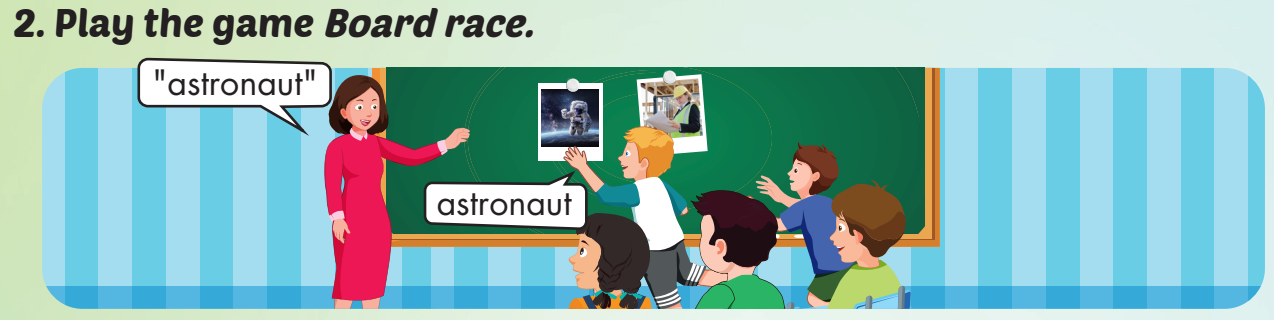 2. Play the game Board race.
"astronaut"
astronaut